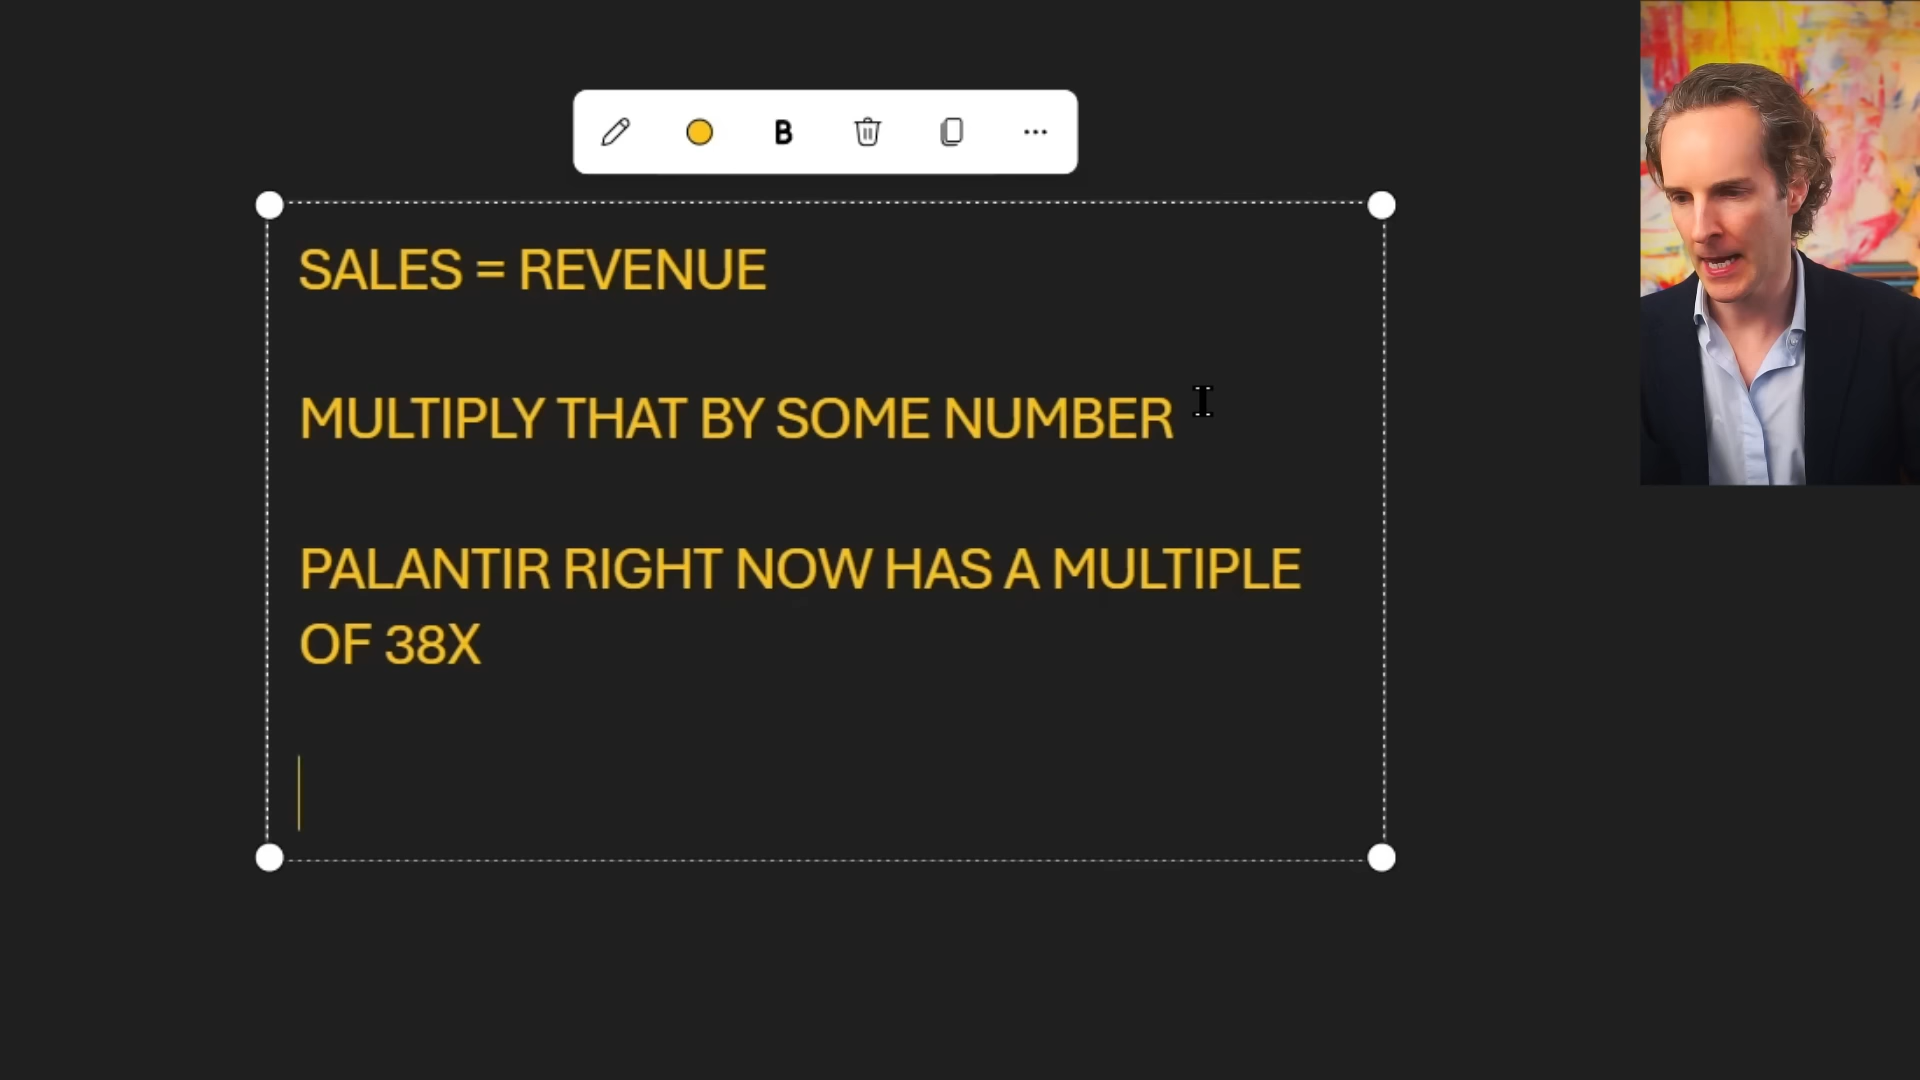 B
SALES = REVENUE
MULTIPLY THAT BY SOME NUMBER
PALANTIR RIGHT NOW HAS A MULTIPLE
OF 38X